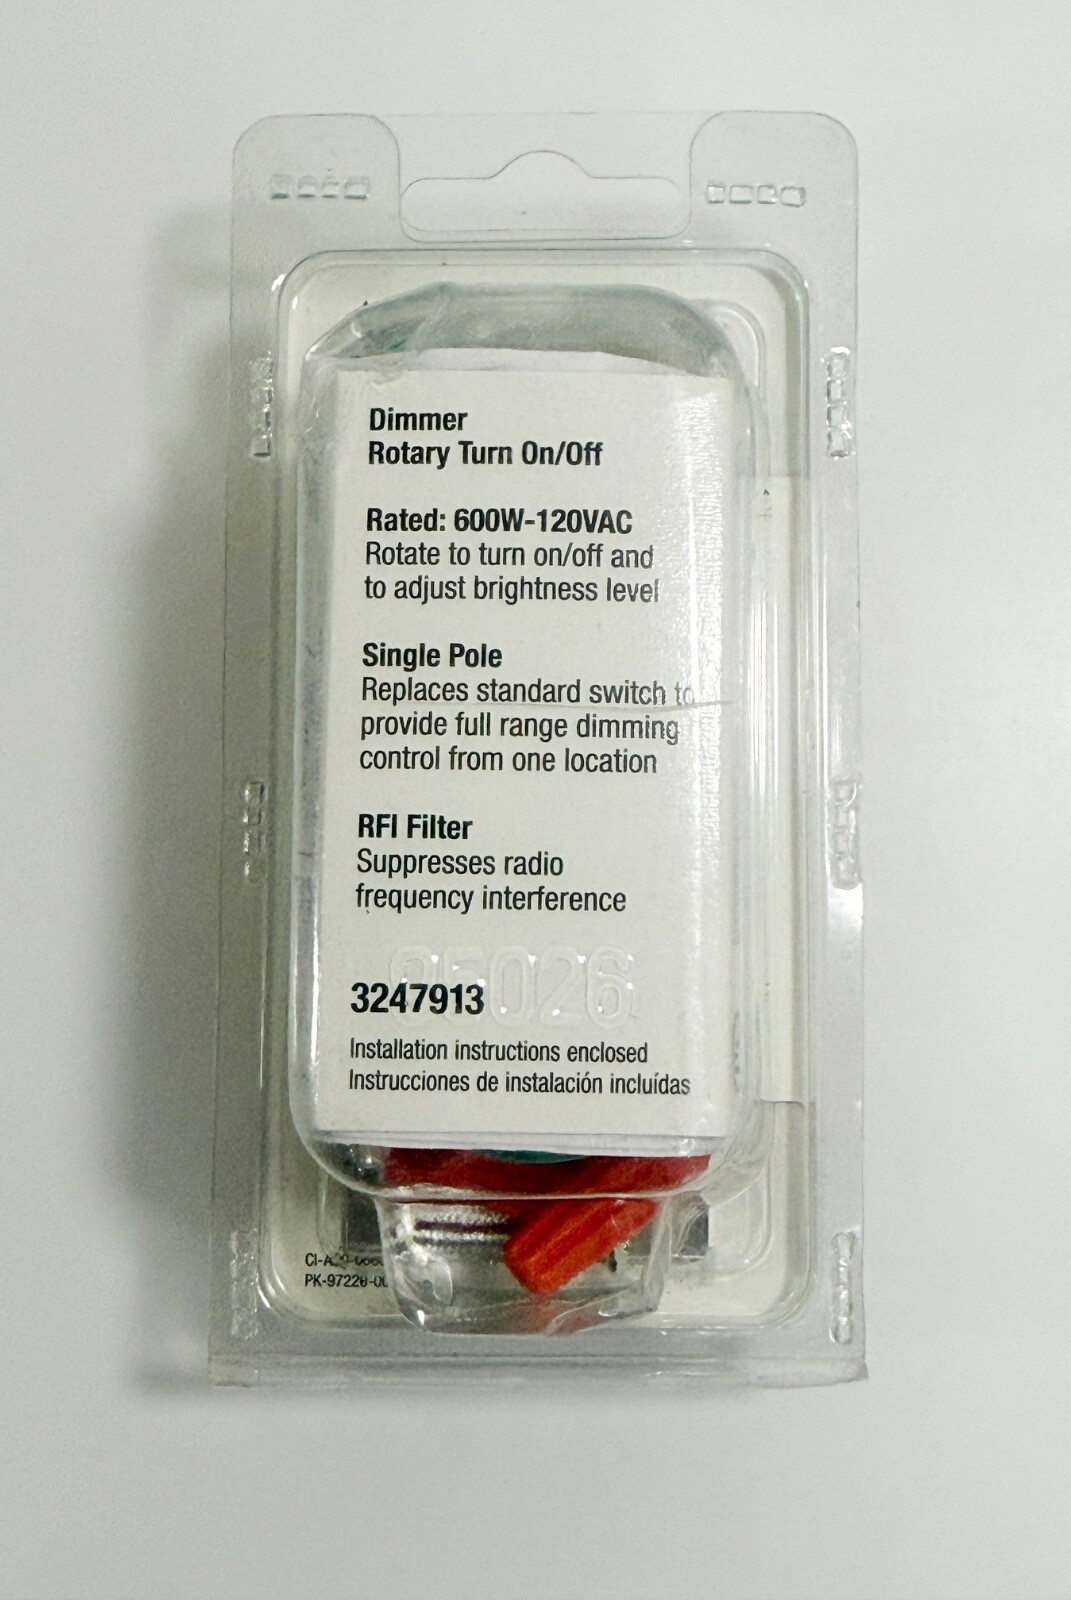 Dimmer
Rotary Turn On/Off
Rated: 600W-120VAC
Rotate to turn on/off and
to adjust brightness level
Single Pole
Replaces standard switch to
provide full range dimming
control from one location
RFI Filter
Suppresses radio
frequency interference
95026
3247913
Installation instructions enclosed
Instrucciones de instalación incluídas